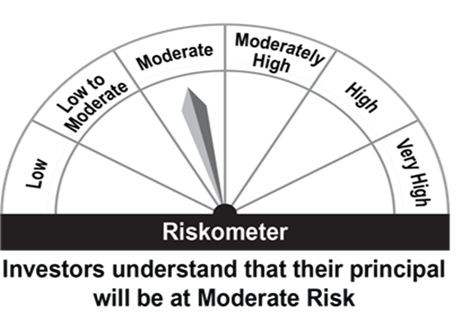 Low
Low to
Moderate
Moderate
Moderately
High
High
Very High
Riskometer
Investors understand that their principal
will be at Moderate Risk